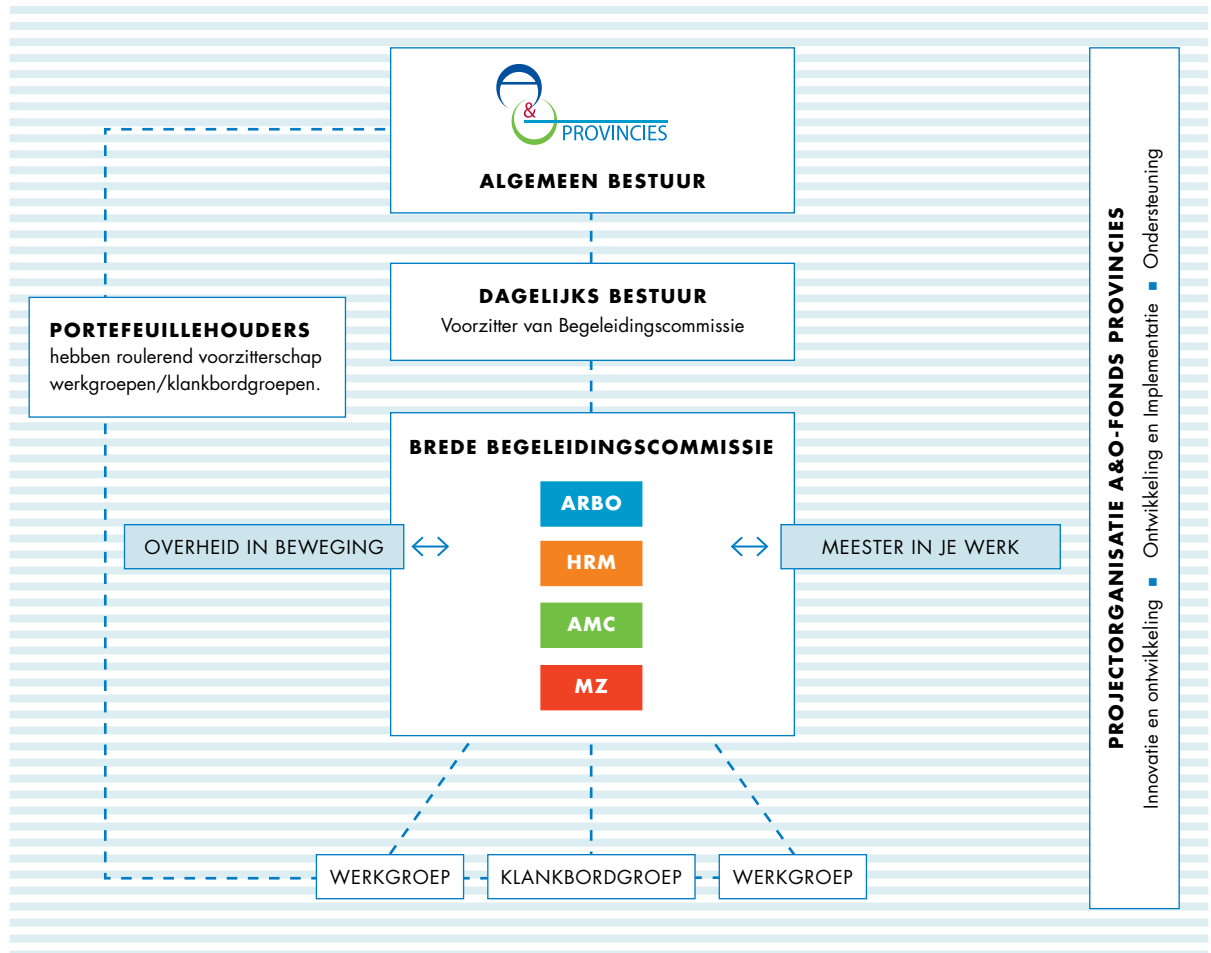 &
PROVINCIES
ALGEMEEN BESTUUR
DAGELIJKS BESTUUR
Voorzitter van Begeleidingscommissie
PORTEFEUILLEHOUDERS
hebben roulerend voorzitterschap
werkgroepen/klankbordgroepen.
BREDE BEGELEIDINGSCOMMISSIE
ARBO
HRM
AMC
MZ
OVERHEID IN BEWEGING
MEESTER IN JE WERK
WERKGROEP
KLANKBORDGROEP
WERKGROEP
PROJECTORGANISATIE A&O-FONDS PROVINCIES
Innovatie en ontwikkeling ■ Ontwikkeling en Implementatie ■ Ondersteuning